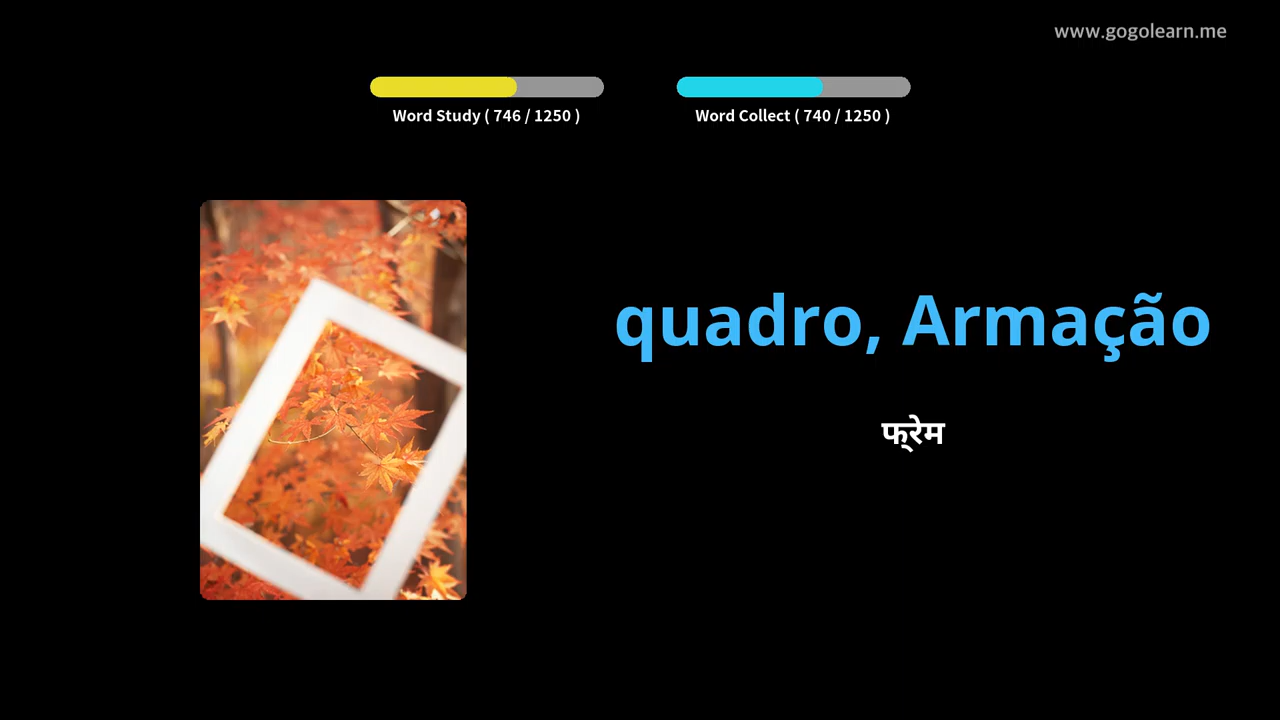 www.gogolearn.me
Word Study ( 746 / 1250 )
Word Collect ( 740 / 1250 )
quadro, Armação
फ्रेम